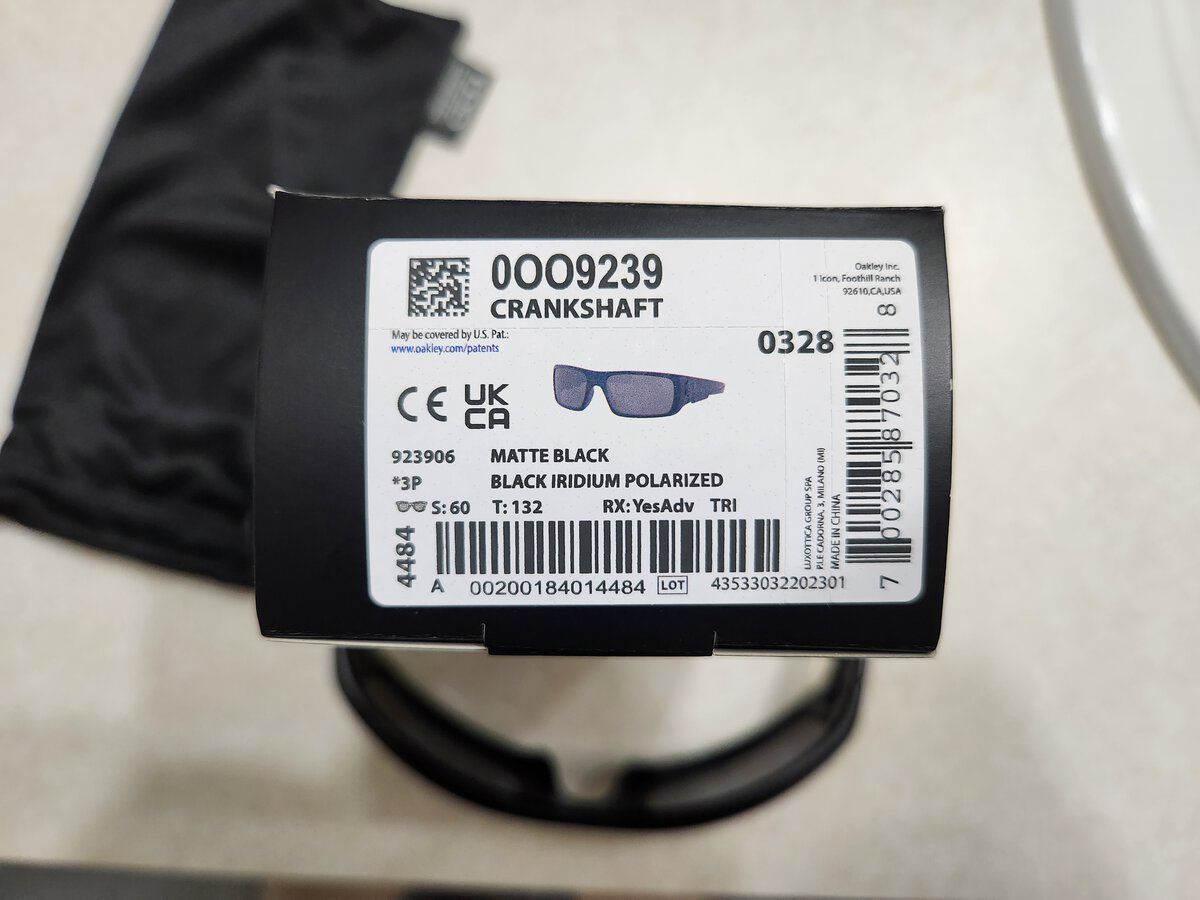 0OO9239
CRANKSHAFT
Oakley Inc.
1 Icon, Foothill Ranch
92610,CA,USA
May be covered by U.S. Pat.:
www.oakley.com/patents
0328
CE UKCA
923906 MATTE BLACK
*3P BLACK IRIDIUM POLARIZED
S: 60 T: 132 RX: YesAdv TRI
4484
A 00200184014484 LOT 43533032202301
LUXOTTICA GROUP SPA
P.LE CADORNA, 3, MILANO (MI)
MADE IN CHINA
7 00285 87032 8